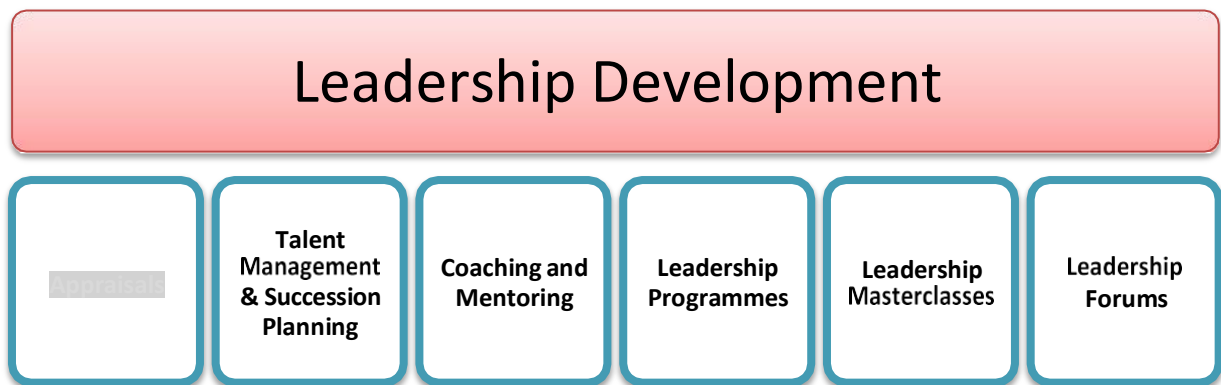 Leadership Development
Appraisals
Talent
Management
& Succession
Planning
Coaching and
Mentoring
Leadership
Programmes
Leadership
Masterclasses
Leadership
Forums